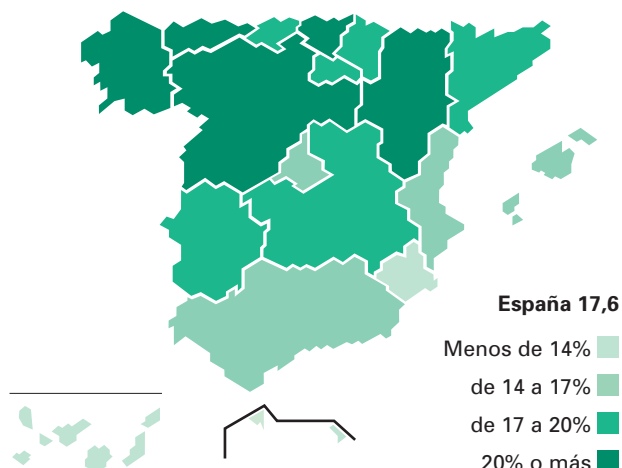 España 17,6
Menos de 14%
de 14 a 17%
de 17 a 20%
20% o más